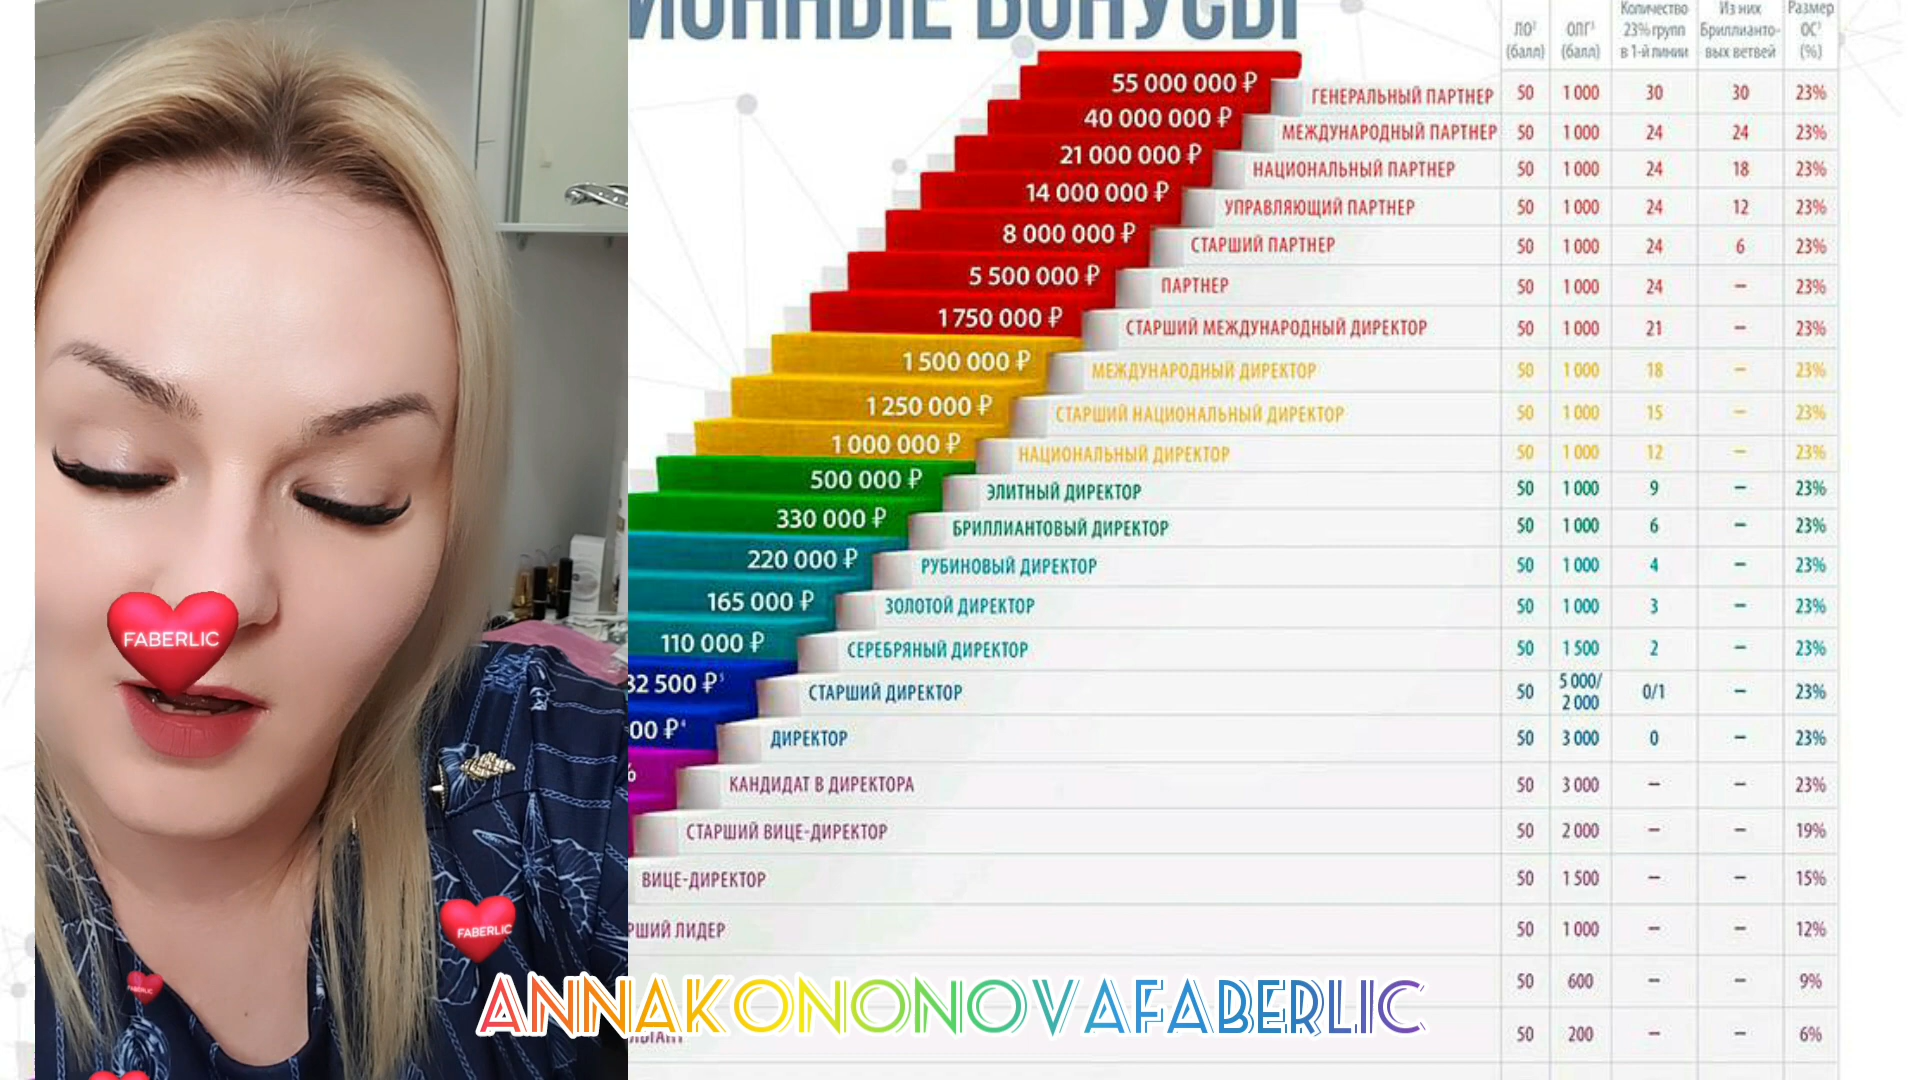 ИОННЫЕ БОНУСЫ
ЛО² (балл) ОЛГ³ (балл) Количество 23% групп в 1-й линии Из них Бриллианто-вых ветвей Размер ОС¹ (%)
55 000 000 ₽ ГЕНЕРАЛЬНЫЙ ПАРТНЕР 50 1 000 30 30 23%
40 000 000 ₽ МЕЖДУНАРОДНЫЙ ПАРТНЕР 50 1 000 24 24 23%
21 000 000 ₽ НАЦИОНАЛЬНЫЙ ПАРТНЕР 50 1 000 24 18 23%
14 000 000 ₽ УПРАВЛЯЮЩИЙ ПАРТНЕР 50 1 000 24 12 23%
8 000 000 ₽ СТАРШИЙ ПАРТНЕР 50 1 000 24 6 23%
5 500 000 ₽ ПАРТНЕР 50 1 000 24 – 23%
1 750 000 ₽ СТАРШИЙ МЕЖДУНАРОДНЫЙ ДИРЕКТОР 50 1 000 21 – 23%
1 500 000 ₽ МЕЖДУНАРОДНЫЙ ДИРЕКТОР 50 1 000 18 – 23%
1 250 000 ₽ СТАРШИЙ НАЦИОНАЛЬНЫЙ ДИРЕКТОР 50 1 000 15 – 23%
1 000 000 ₽ НАЦИОНАЛЬНЫЙ ДИРЕКТОР 50 1 000 12 – 23%
500 000 ₽ ЭЛИТНЫЙ ДИРЕКТОР 50 1 000 9 – 23%
330 000 ₽ БРИЛЛИАНТОВЫЙ ДИРЕКТОР 50 1 000 6 – 23%
220 000 ₽ РУБИНОВЫЙ ДИРЕКТОР 50 1 000 4 – 23%
165 000 ₽ ЗОЛОТОЙ ДИРЕКТОР 50 1 000 3 – 23%
110 000 ₽ СЕРЕБРЯНЫЙ ДИРЕКТОР 50 1 500 2 – 23%
82 500 ₽⁵ СТАРШИЙ ДИРЕКТОР 50 5 000/ 2 000 0/1 – 23%
00 ₽⁴ ДИРЕКТОР 50 3 000 0 – 23%
% КАНДИДАТ В ДИРЕКТОРА 50 3 000 – – 23%
СТАРШИЙ ВИЦЕ-ДИРЕКТОР 50 2 000 – – 19%
ВИЦЕ-ДИРЕКТОР 50 1 500 – – 15%
РШИЙ ЛИДЕР 50 1 000 – – 12%
50 600 – – 9%
50 200 – – 6%
FABERLIC
FABERLIC
FABERLIC
ANNAKONONOVAFABERLIC